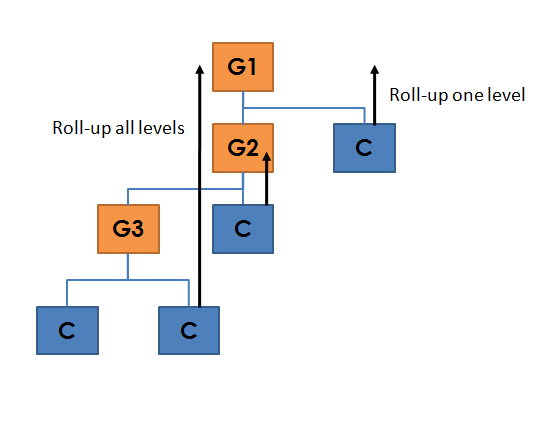 G1
Roll-up one level
Roll-up all levels
G2
C
G3
C
C
C